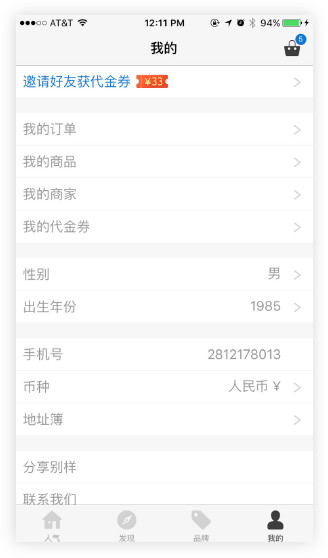 AT&T 12:11 PM 94%
我的 5
邀请好友获代金券 ¥33
我的订单
我的商品
我的商家
我的代金券
性别 男
出生年份 1985
手机号 2812178013
币种 人民币 ¥
地址簿
分享别样
联系我们
人气 发现 品牌 我的